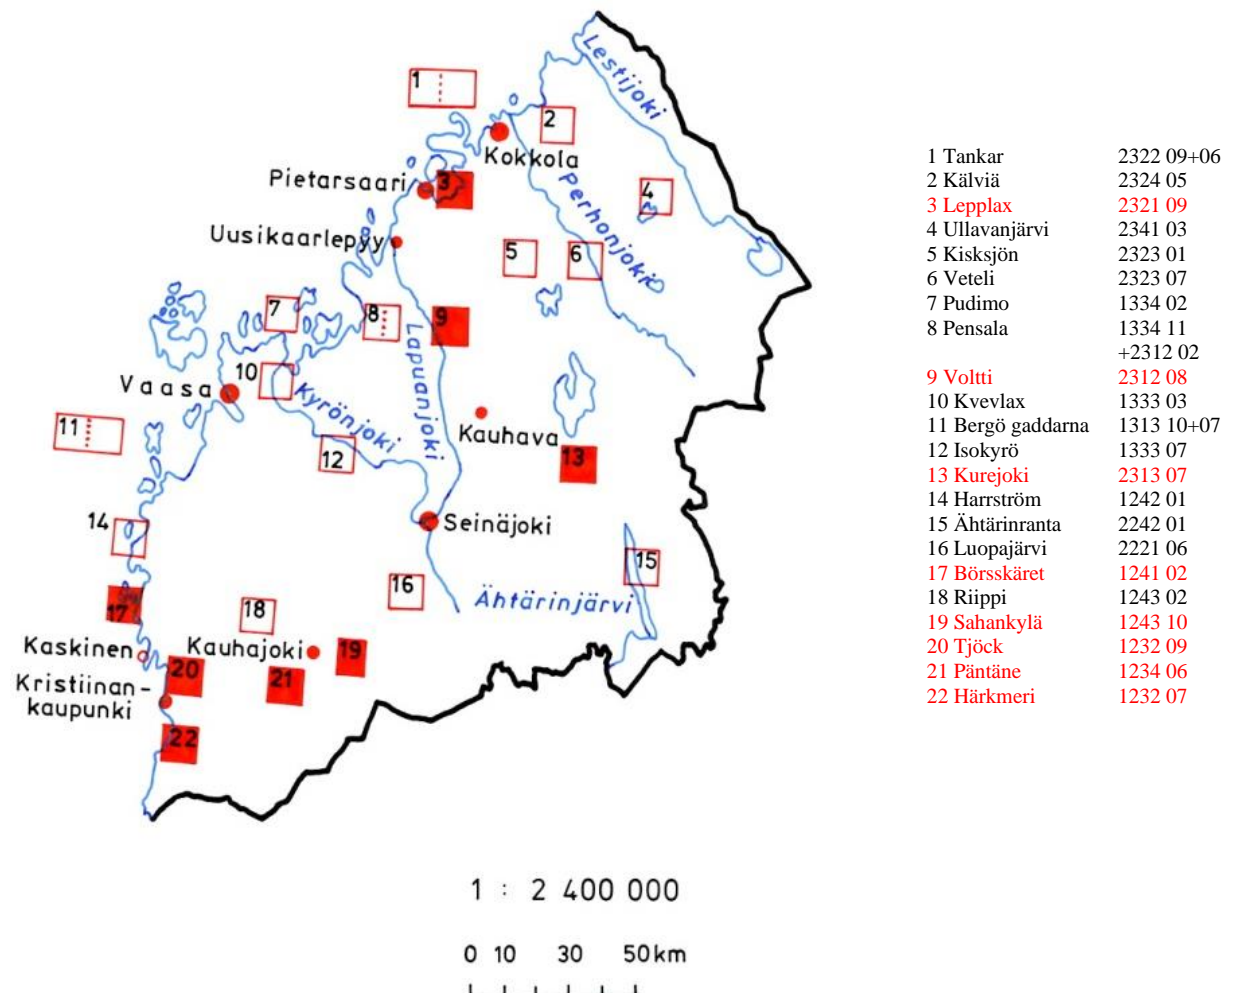 1
Lestijoki
2
Kokkola
Pietarsaari
3
Perhonjoki
4
Uusikaarlepyy
5
6
7
8
Lapuanjoki
9
Vaasa
10
Kyrönjoki
11
Kauhava
12
13
14
Seinäjoki
15
16
Ähtärinjärvi
17
18
Kaskinen
Kauhajoki
19
20
21
Kristiinan-
kaupunki
22
1 : 2 400 000
0 10 30 50km
1 Tankar 2322 09+06
2 Kälviä 2324 05
3 Lepplax 2321 09
4 Ullavanjärvi 2341 03
5 Kisksjön 2323 01
6 Veteli 2323 07
7 Pudimo 1334 02
8 Pensala 1334 11
+2312 02
9 Voltti 2312 08
10 Kvevlax 1333 03
11 Bergö gaddarna 1313 10+07
12 Isokyrö 1333 07
13 Kurejoki 2313 07
14 Harrström 1242 01
15 Ähtärinranta 2242 01
16 Luopajärvi 2221 06
17 Börsskäret 1241 02
18 Riippi 1243 02
19 Sahankylä 1243 10
20 Tjöck 1232 09
21 Päntäne 1234 06
22 Härkmeri 1232 07